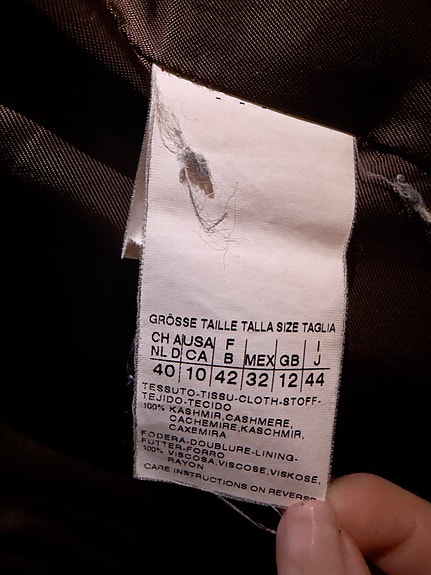 GRÖSSE TAILLE TALLA SIZE TAGLIA
CH A USA F I
NL D CA B MEX GB J
40 10 42 32 12 44
TESSUTO-TISSU-CLOTH-STOFF-
TEJIDO-TECIDO
100% KASHMIR,CASHMERE,
CACHEMIRE,KASCHMIR,
CAXEMIRA
FODERA-DOUBLURE-LINING-
FUTTER-FORRO
100% VISCOSA,VISCOSE,VISKOSE,
RAYON
CARE INSTRUCTIONS ON REVERSE